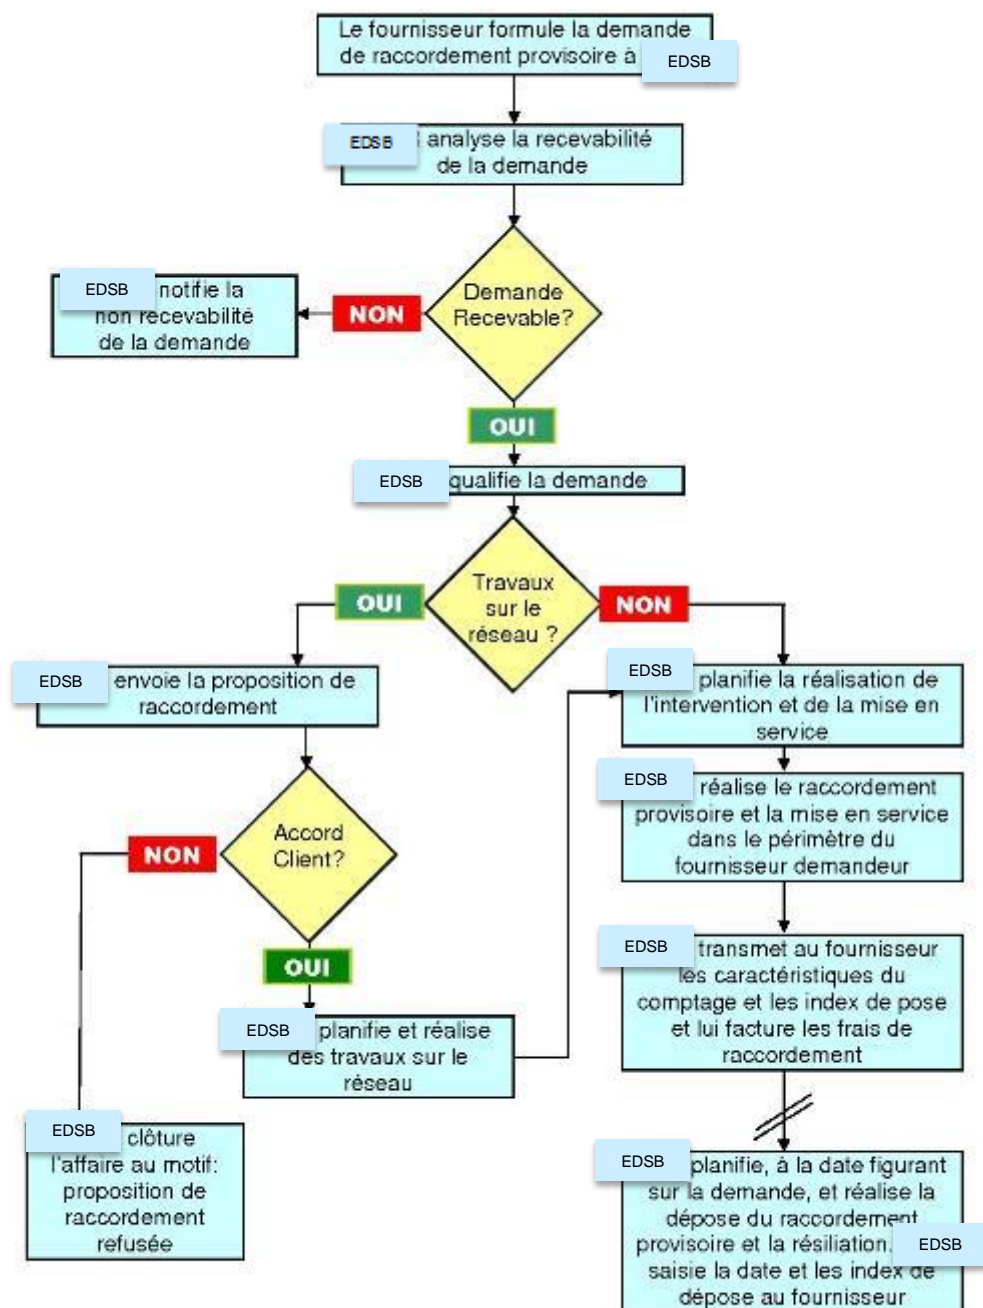 Le fournisseur formule la demande
de raccordement provisoire à EDSB
EDSB analyse la recevabilité
de la demande
Demande
Recevable?
NON
EDSB notifie la
non recevabilité
de la demande
OUI
EDSB qualifie la demande
Travaux
sur le
réseau ?
OUI
NON
EDSB envoie la proposition de
raccordement
EDSB planifie la réalisation de
l'intervention et de la mise en
service
EDSB réalise le raccordement
provisoire et la mise en service
dans le périmètre du
fournisseur demandeur
Accord
Client?
NON
OUI
EDSB transmet au fournisseur
les caractéristiques du
comptage et les index de pose
et lui facture les frais de
raccordement
EDSB planifie et réalise
des travaux sur le
réseau
EDSB clôture
l'affaire au motif:
proposition de
raccordement
refusée
EDSB planifie, à la date figurant
sur la demande, et réalise la
dépose du raccordement
provisoire et la résiliation. EDSB
saisie la date et les index de
dépose au fournisseur